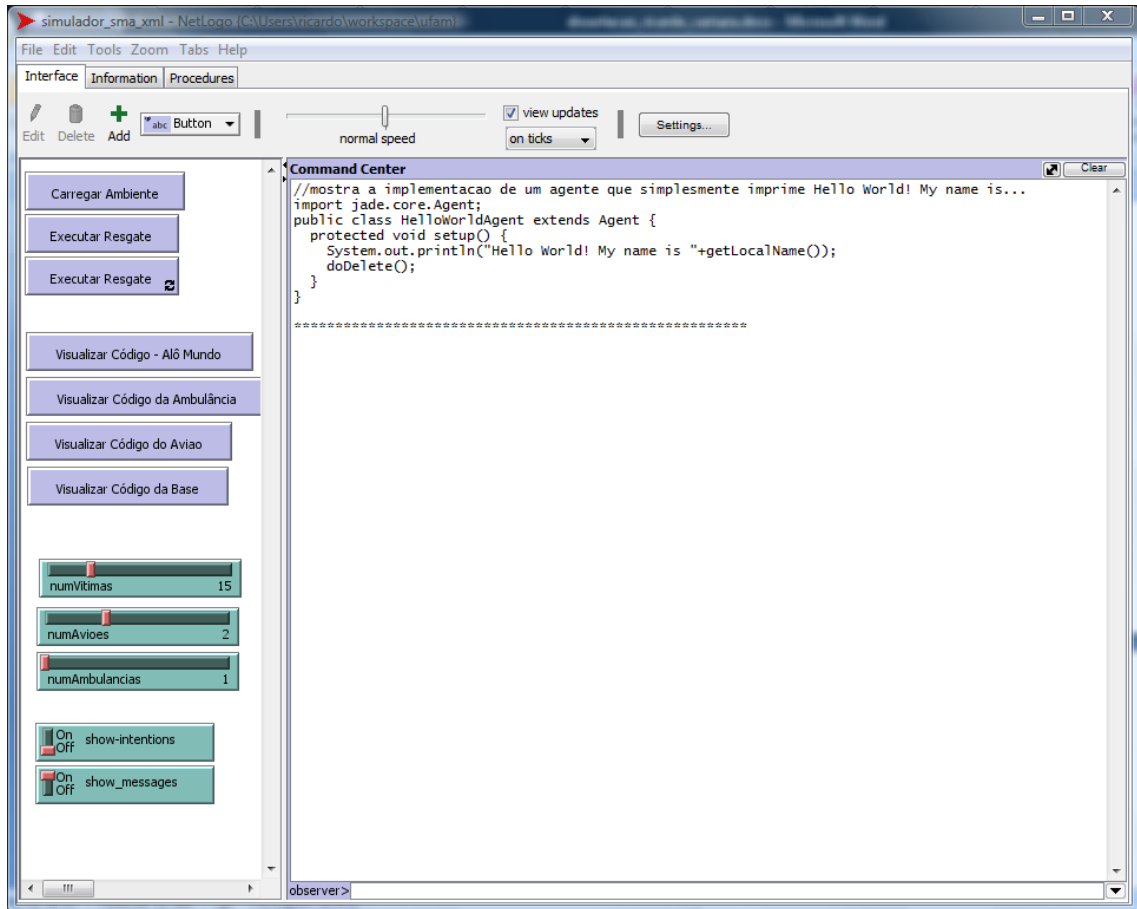 simulador_sma_xml - NetLogo {C:\Users\ricardo\workspace\ufam}
File Edit Tools Zoom Tabs Help
Interface Information Procedures
Edit Delete Add abc Button normal speed view updates on ticks Settings...
Command Center Clear
Carregar Ambiente
Executar Resgate
Executar Resgate
Visualizar Código - Alô Mundo
Visualizar Código da Ambulância
Visualizar Código do Aviao
Visualizar Código da Base
numVitimas 15
numAvioes 2
numAmbulancias 1
On
Off show-intentions
On
Off show_messages
//mostra a implementacao de um agente que simplesmente imprime Hello World! My name is...
import jade.core.Agent;
public class HelloWorldAgent extends Agent {
protected void setup() {
System.out.println("Hello World! My name is "+getLocalName());
doDelete();
}
}
*******************************************************
observer>